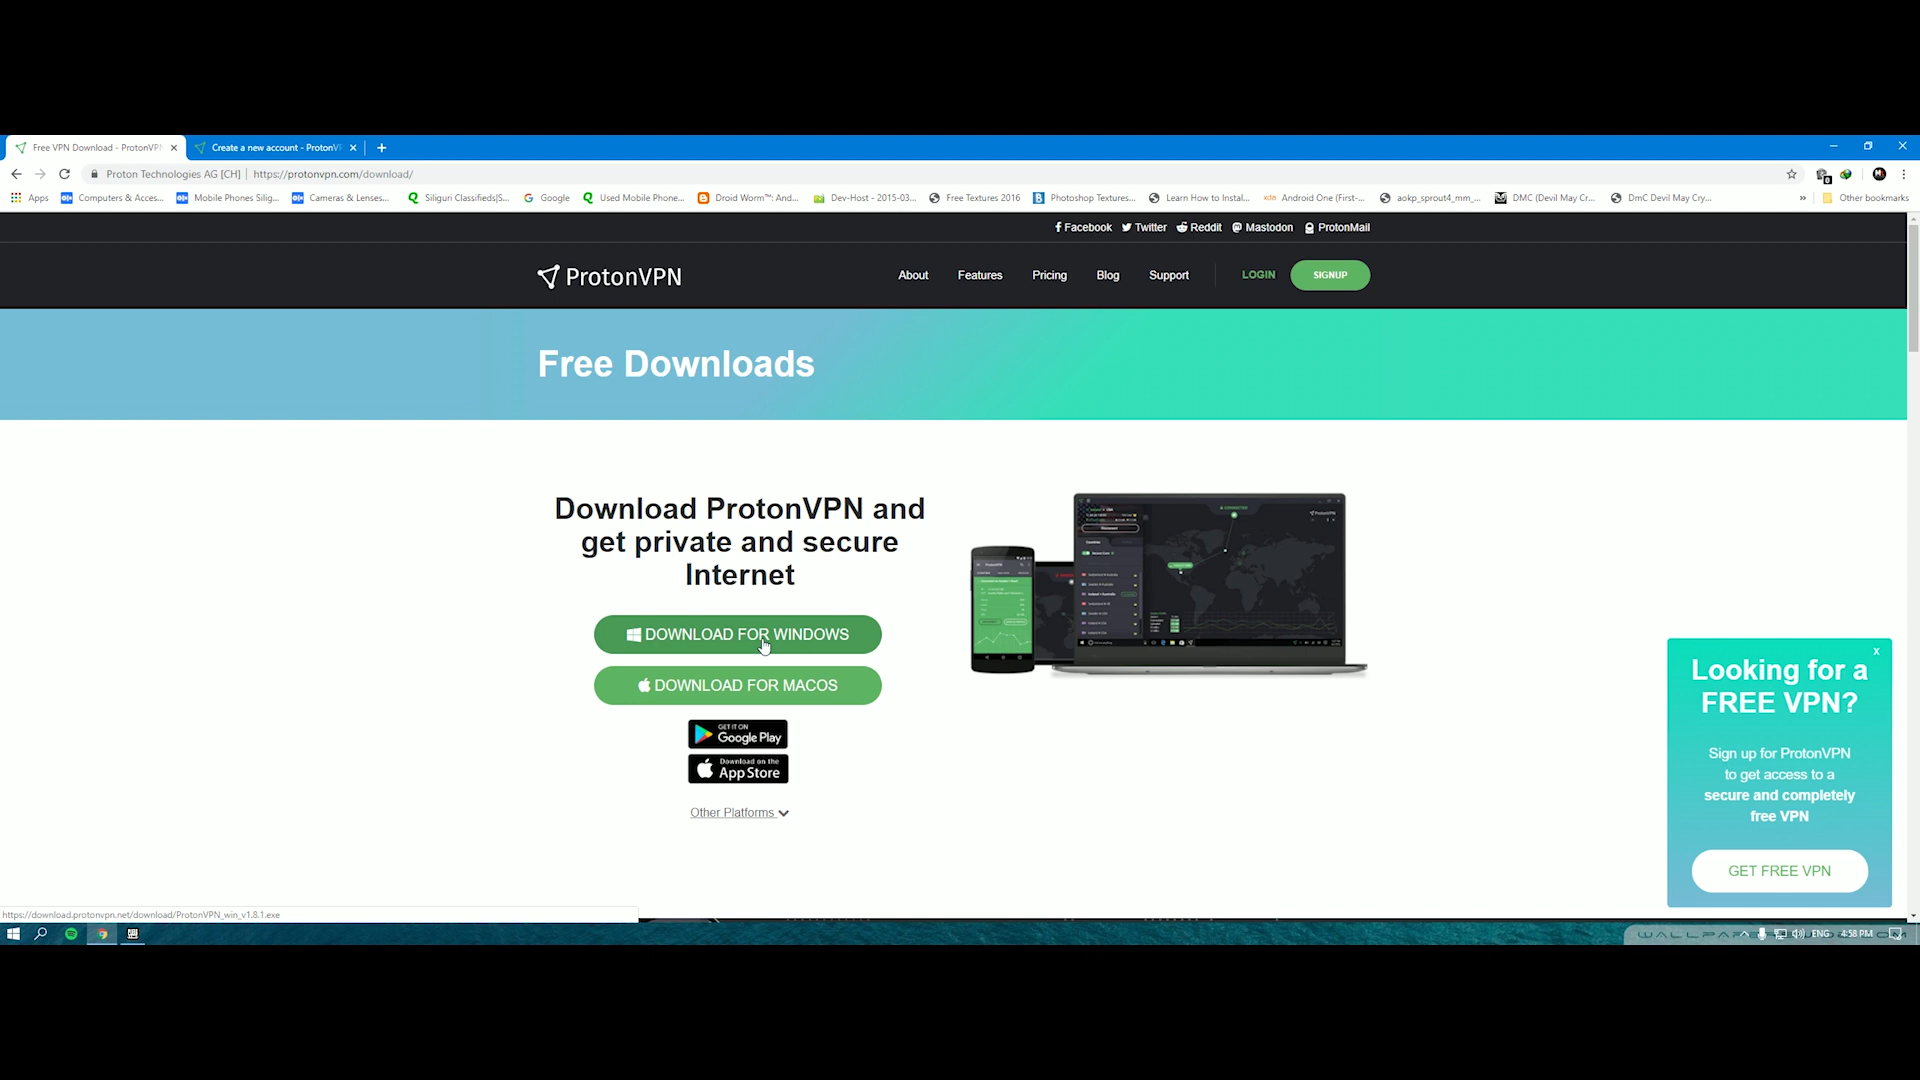 Free VPN Download - ProtonVPN
Create a new account - ProtonV
Proton Technologies AG [CH] | https://protonvpn.com/download/
Apps
Computers & Acces...
Mobile Phones Silig...
Cameras & Lenses...
Siliguri Classifieds|S...
Google
Used Mobile Phone...
Droid Worm™: And...
Dev-Host - 2015-03...
Free Textures 2016
Photoshop Textures...
Learn How to Instal...
Android One (First-...
aokp_sprout4_mm_...
DMC (Devil May Cr...
DmC Devil May Cry...
Other bookmarks
Facebook Twitter Reddit Mastodon ProtonMail
ProtonVPN
About Features Pricing Blog Support LOGIN SIGNUP
Free Downloads
Download ProtonVPN and
get private and secure
Internet
DOWNLOAD FOR WINDOWS
DOWNLOAD FOR MACOS
GET IT ON
Google Play
Download on the
App Store
Other Platforms
X
Looking for a
FREE VPN?
Sign up for ProtonVPN
to get access to a
secure and completely
free VPN
GET FREE VPN
https://download.protonvpn.net/download/ProtonVPN_win_v1.8.1.exe
ENG 4:58 PM